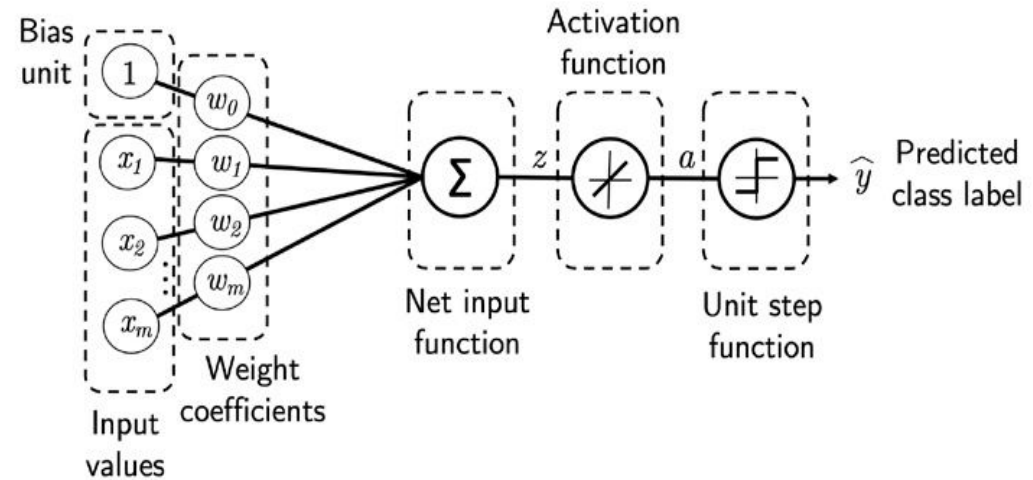 Bias
unit
1
x₁
x₂
⋮
xₘ
Input
values
w₀
w₁
w₂
wₘ
Weight
coefficients
Σ
Net input
function
z
Activation
function
a
Unit step
function
ŷ
Predicted
class label